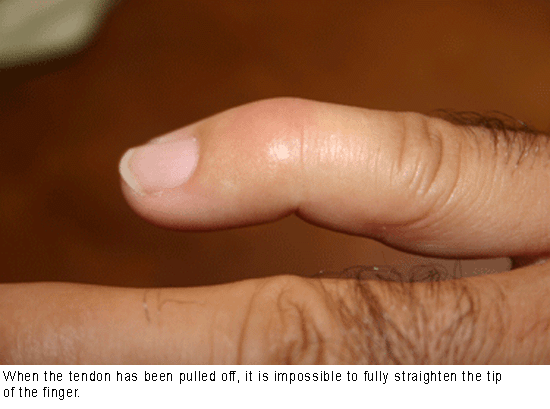 When the tendon has been pulled off, it is impossible to fully straighten the tip
of the finger.